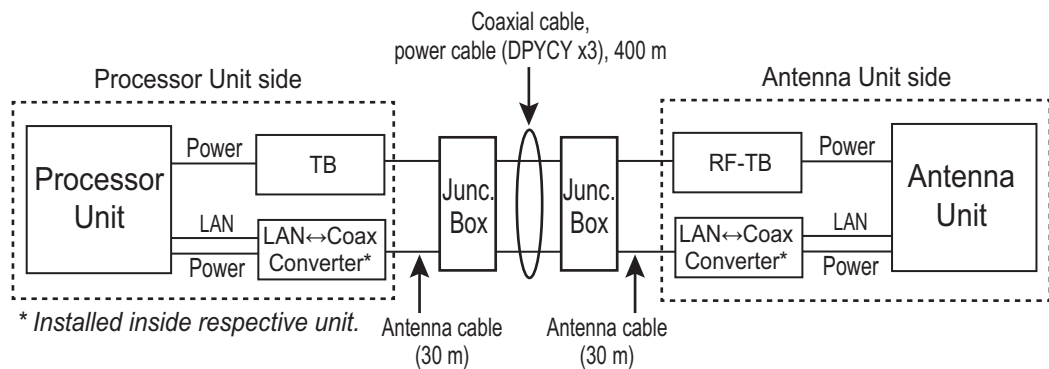 Coaxial cable,
power cable (DPYCY x3), 400 m
Processor Unit side
Antenna Unit side
Processor
Unit
Power
TB
LAN
Power
LAN↔Coax
Converter*
Junc.
Box
Junc.
Box
RF-TB
Power
LAN↔Coax
Converter*
LAN
Power
Antenna
Unit
* Installed inside respective unit.
Antenna cable
(30 m)
Antenna cable
(30 m)